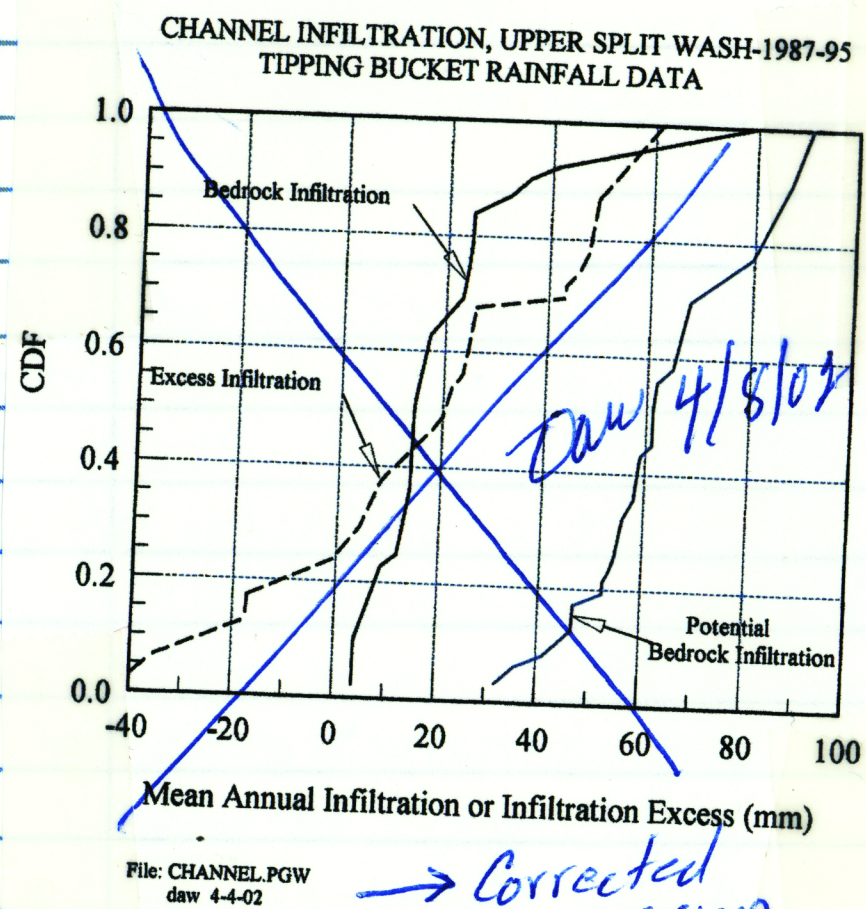 CHANNEL INFILTRATION, UPPER SPLIT WASH-1987-95
TIPPING BUCKET RAINFALL DATA
1.0
Bedrock Infiltration
0.8
0.6
CDF
Excess Infiltration
Daw 4/8/02
0.4
0.2
Potential
Bedrock Infiltration
0.0
-40 -20 0 20 40 60 80 100
Mean Annual Infiltration or Infiltration Excess (mm)
File: CHANNEL.PGW
daw 4-4-02
→ Corrected